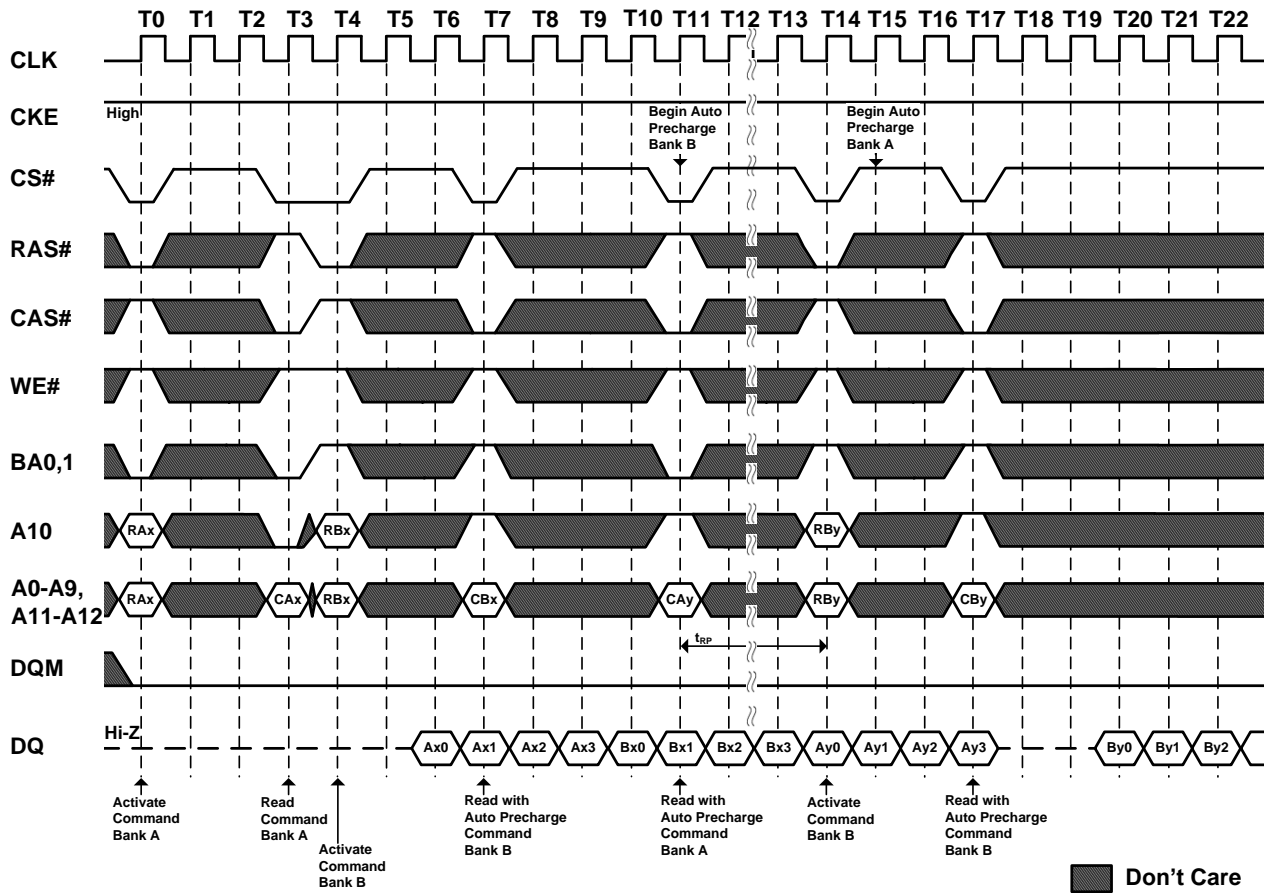 T0 T1 T2 T3 T4 T5 T6 T7 T8 T9 T10 T11 T12 T13 T14 T15 T16 T17 T18 T19 T20 T21 T22
CLK
CKE
High
Begin Auto
Precharge
Bank B
Begin Auto
Precharge
Bank A
CS#
RAS#
CAS#
WE#
BA0,1
A10
RAx RBx RBy
A0-A9,
A11-A12
RAx CAx RBx CBx CAy RBy CBy
tRP
DQM
DQ
Hi-Z
Ax0 Ax1 Ax2 Ax3 Bx0 Bx1 Bx2 Bx3 Ay0 Ay1 Ay2 Ay3 By0 By1 By2
Activate
Command
Bank A
Read
Command
Bank A
Activate
Command
Bank B
Read with
Auto Precharge
Command
Bank B
Read with
Auto Precharge
Command
Bank A
Activate
Command
Bank B
Read with
Auto Precharge
Command
Bank B
Don't Care